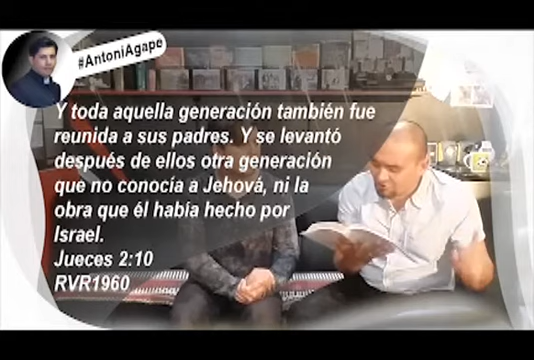 #AntoniAgape
Y toda aquella generación también fue
reunida a sus padres. Y se levantó
después de ellos otra generación
que no conocía a Jehová, ni la
obra que él había hecho por
Israel.
Jueces 2:10
RVR1960